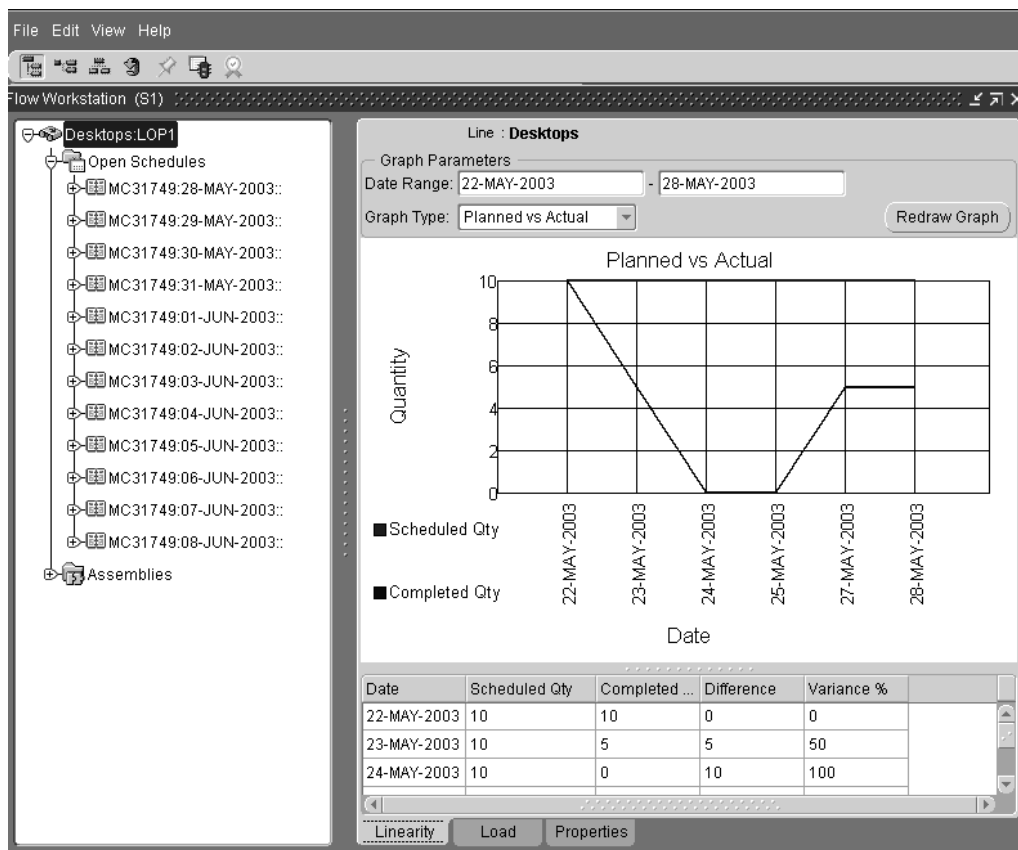 File Edit View Help
Flow Workstation (S1)
Desktops:LOP1
Open Schedules
MC31749:28-MAY-2003::
MC31749:29-MAY-2003::
MC31749:30-MAY-2003::
MC31749:31-MAY-2003::
MC31749:01-JUN-2003::
MC31749:02-JUN-2003::
MC31749:03-JUN-2003::
MC31749:04-JUN-2003::
MC31749:05-JUN-2003::
MC31749:06-JUN-2003::
MC31749:07-JUN-2003::
MC31749:08-JUN-2003::
Assemblies
Line : Desktops
Graph Parameters
Date Range: 22-MAY-2003 - 28-MAY-2003
Graph Type: Planned vs Actual Redraw Graph
Planned vs Actual
Quantity
10
8
6
4
2
0
22-MAY-2003
23-MAY-2003
24-MAY-2003
25-MAY-2003
27-MAY-2003
28-MAY-2003
Scheduled Qty
Completed Qty
Date
Date Scheduled Qty Completed ... Difference Variance %
22-MAY-2003 10 10 0 0
23-MAY-2003 10 5 5 50
24-MAY-2003 10 0 10 100
Linearity Load Properties